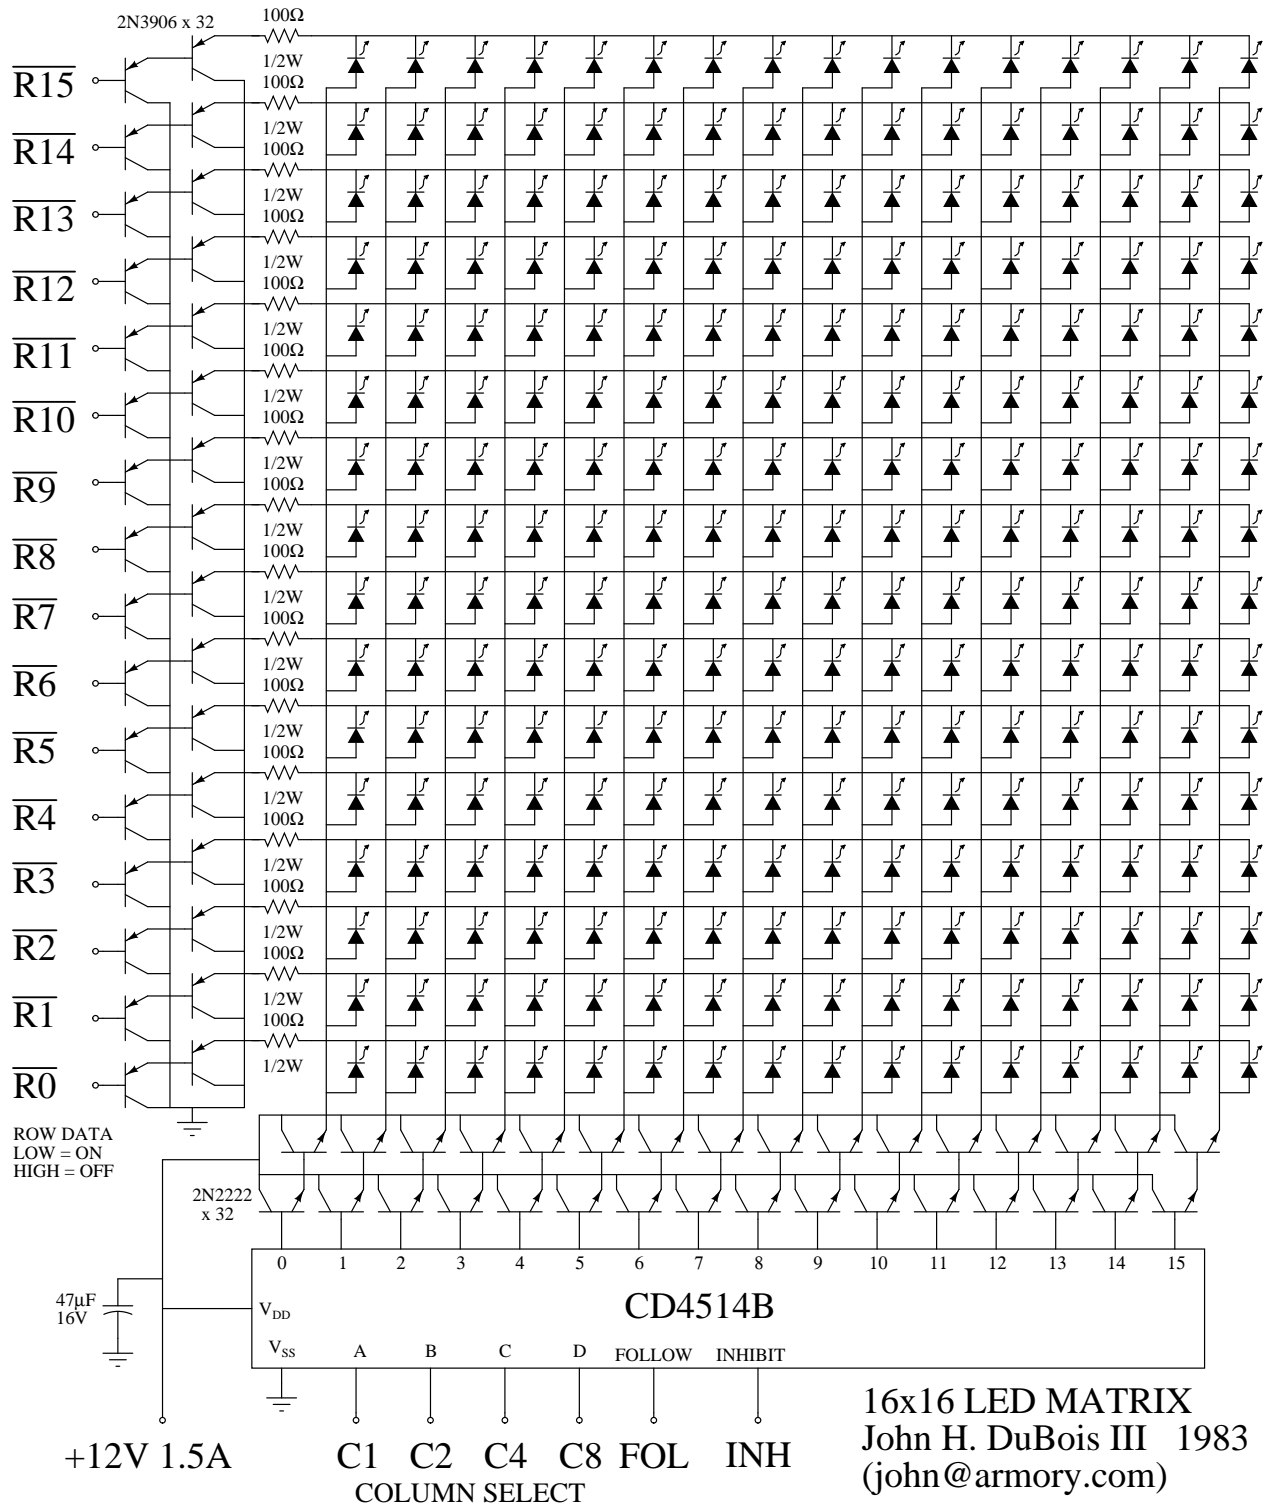 2N3906 x 32
100Ω
1/2W
R15
100Ω
1/2W
R14
100Ω
1/2W
R13
100Ω
1/2W
R12
100Ω
1/2W
R11
100Ω
1/2W
R10
100Ω
1/2W
R9
100Ω
1/2W
R8
100Ω
1/2W
R7
100Ω
1/2W
R6
100Ω
1/2W
R5
100Ω
1/2W
R4
100Ω
1/2W
R3
100Ω
1/2W
R2
100Ω
1/2W
R1
100Ω
1/2W
R0
ROW DATA
LOW = ON
HIGH = OFF
2N2222
x 32
0 1 2 3 4 5 6 7 8 9 10 11 12 13 14 15
47µF
16V
VDD
CD4514B
VSS A B C D FOLLOW INHIBIT
+12V 1.5A C1 C2 C4 C8 FOL INH
COLUMN SELECT
16x16 LED MATRIX
John H. DuBois III 1983
(john@armory.com)